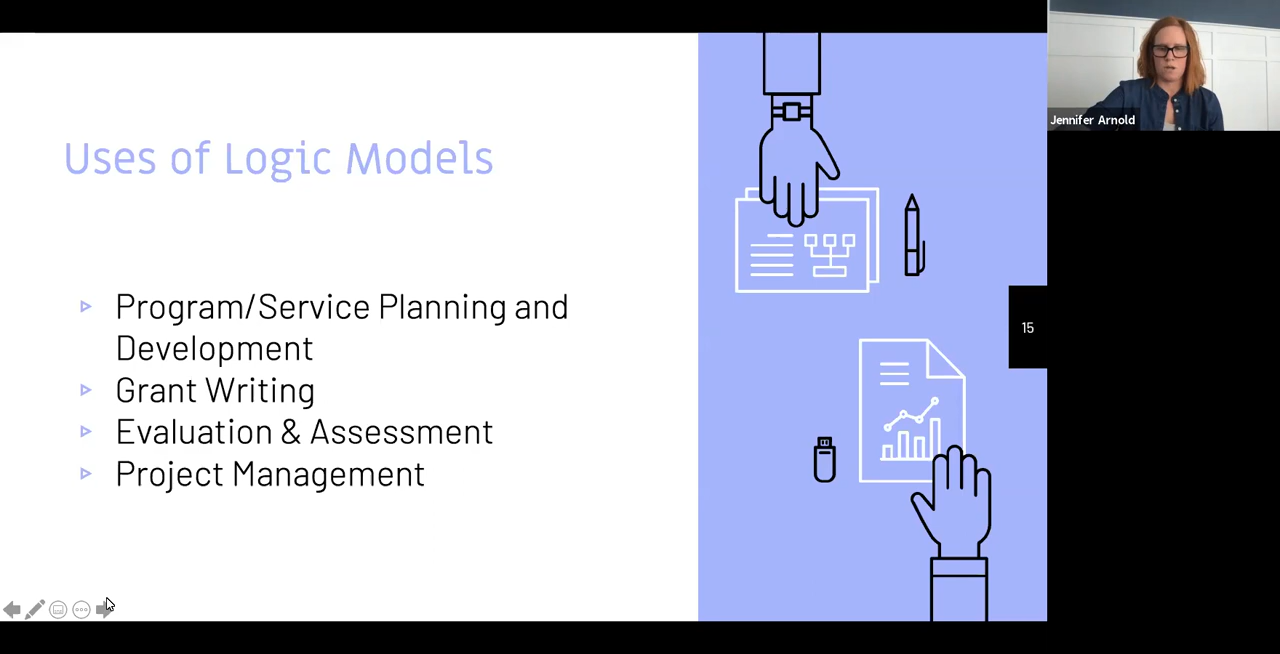 Uses of Logic Models
Program/Service Planning and
Development
Grant Writing
Evaluation & Assessment
Project Management
15
Jennifer Arnold